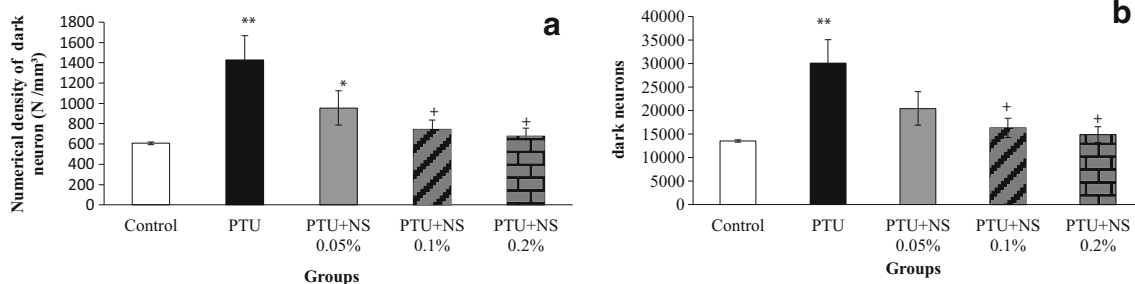 a
Numerical density of dark
neuron (N /mm³)
1800
1600
1400
1200
1000
800
600
400
200
0
**
*
+
+
Control
PTU
PTU+NS
0.05%
PTU+NS
0.1%
PTU+NS
0.2%
Groups
b
dark neurons
40000
35000
30000
25000
20000
15000
10000
5000
0
**
+
+
Control
PTU
PTU+NS
0.05%
PTU+NS
0.1%
PTU+NS
0.2%
Groups